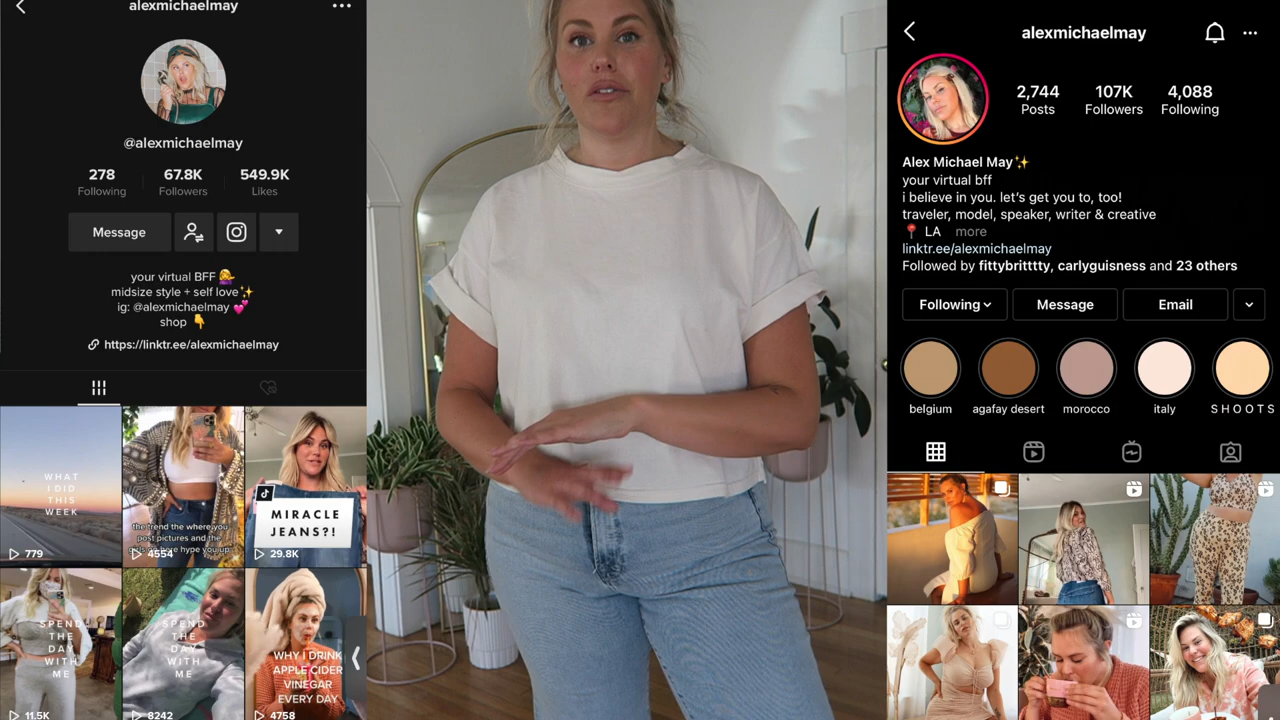 alexmichaelmay
@alexmichaelmay
278
Following
67.8K
Followers
549.9K
Likes
Message
your virtual BFF 🤷‍♀️
midsize style + self love✨
ig: @alexmichaelmay 💕
shop 👇
https://linktr.ee/alexmichaelmay
WHAT
I DID
THIS
WEEK
779
the trend the where you
post pictures and the
hype you up
4554
MIRACLE
JEANS?!
29.8K
SPEND
THE
DAY
WITH
ME
11.5K
SPEND
THE
DAY
WITH
ME
8242
WHY I DRINK
APPLE CIDER
VINEGAR
EVERY DAY
4758
alexmichaelmay
2,744
Posts
107K
Followers
4,088
Following
Alex Michael May✨
your virtual bff
i believe in you. let's get you to, too!
traveler, model, speaker, writer & creative
📍 LA more
linktr.ee/alexmichaelmay
Followed by fittybrittty, carlyguisness and 23 others
Following
Message
Email
belgium
agafay desert
morocco
italy
SHOOTS